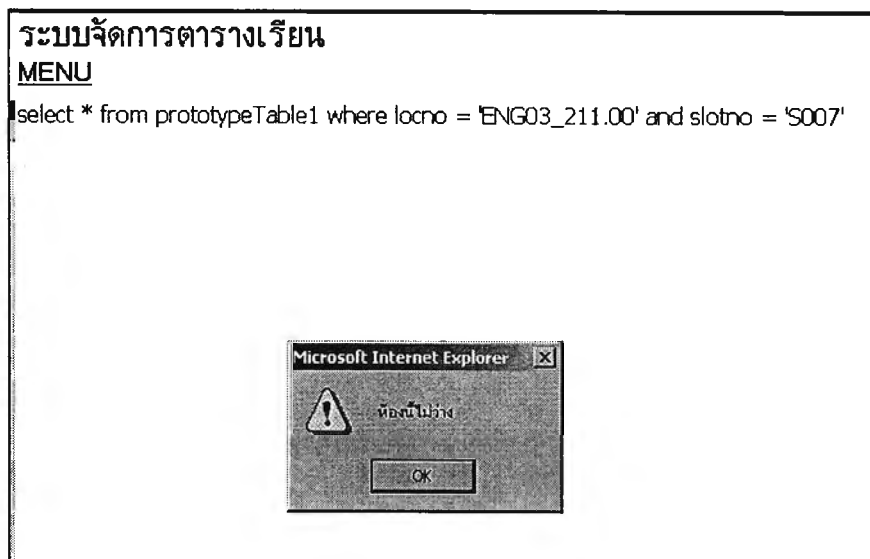 ระบบจัดการตารางเรียน
MENU
select * from prototypeTable1 where locno = 'ENG03_211.00' and slotno = 'S007'
Microsoft Internet Explorer
ห้องนี้ไม่ว่าง
OK